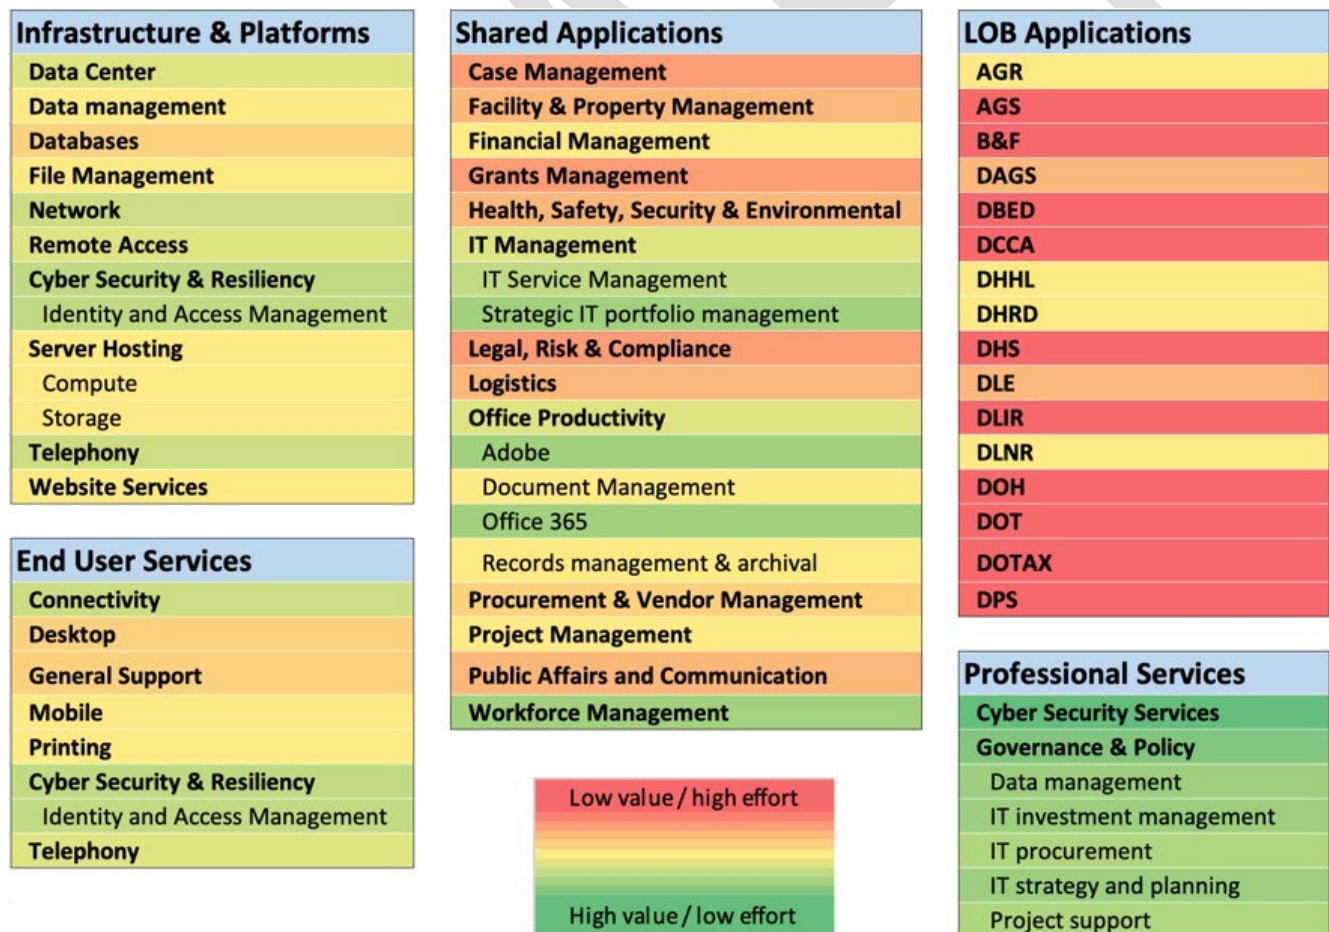 Infrastructure & Platforms
Data Center
Data management
Databases
File Management
Network
Remote Access
Cyber Security & Resiliency
Identity and Access Management
Server Hosting
Compute
Storage
Telephony
Website Services
End User Services
Connectivity
Desktop
General Support
Mobile
Printing
Cyber Security & Resiliency
Identity and Access Management
Telephony
Shared Applications
Case Management
Facility & Property Management
Financial Management
Grants Management
Health, Safety, Security & Environmental
IT Management
IT Service Management
Strategic IT portfolio management
Legal, Risk & Compliance
Logistics
Office Productivity
Adobe
Document Management
Office 365
Records management & archival
Procurement & Vendor Management
Project Management
Public Affairs and Communication
Workforce Management
Low value / high effort
High value / low effort
LOB Applications
AGR
AGS
B&F
DAGS
DBED
DCCA
DHHL
DHRD
DHS
DLE
DLIR
DLNR
DOH
DOT
DOTAX
DPS
Professional Services
Cyber Security Services
Governance & Policy
Data management
IT investment management
IT procurement
IT strategy and planning
Project support